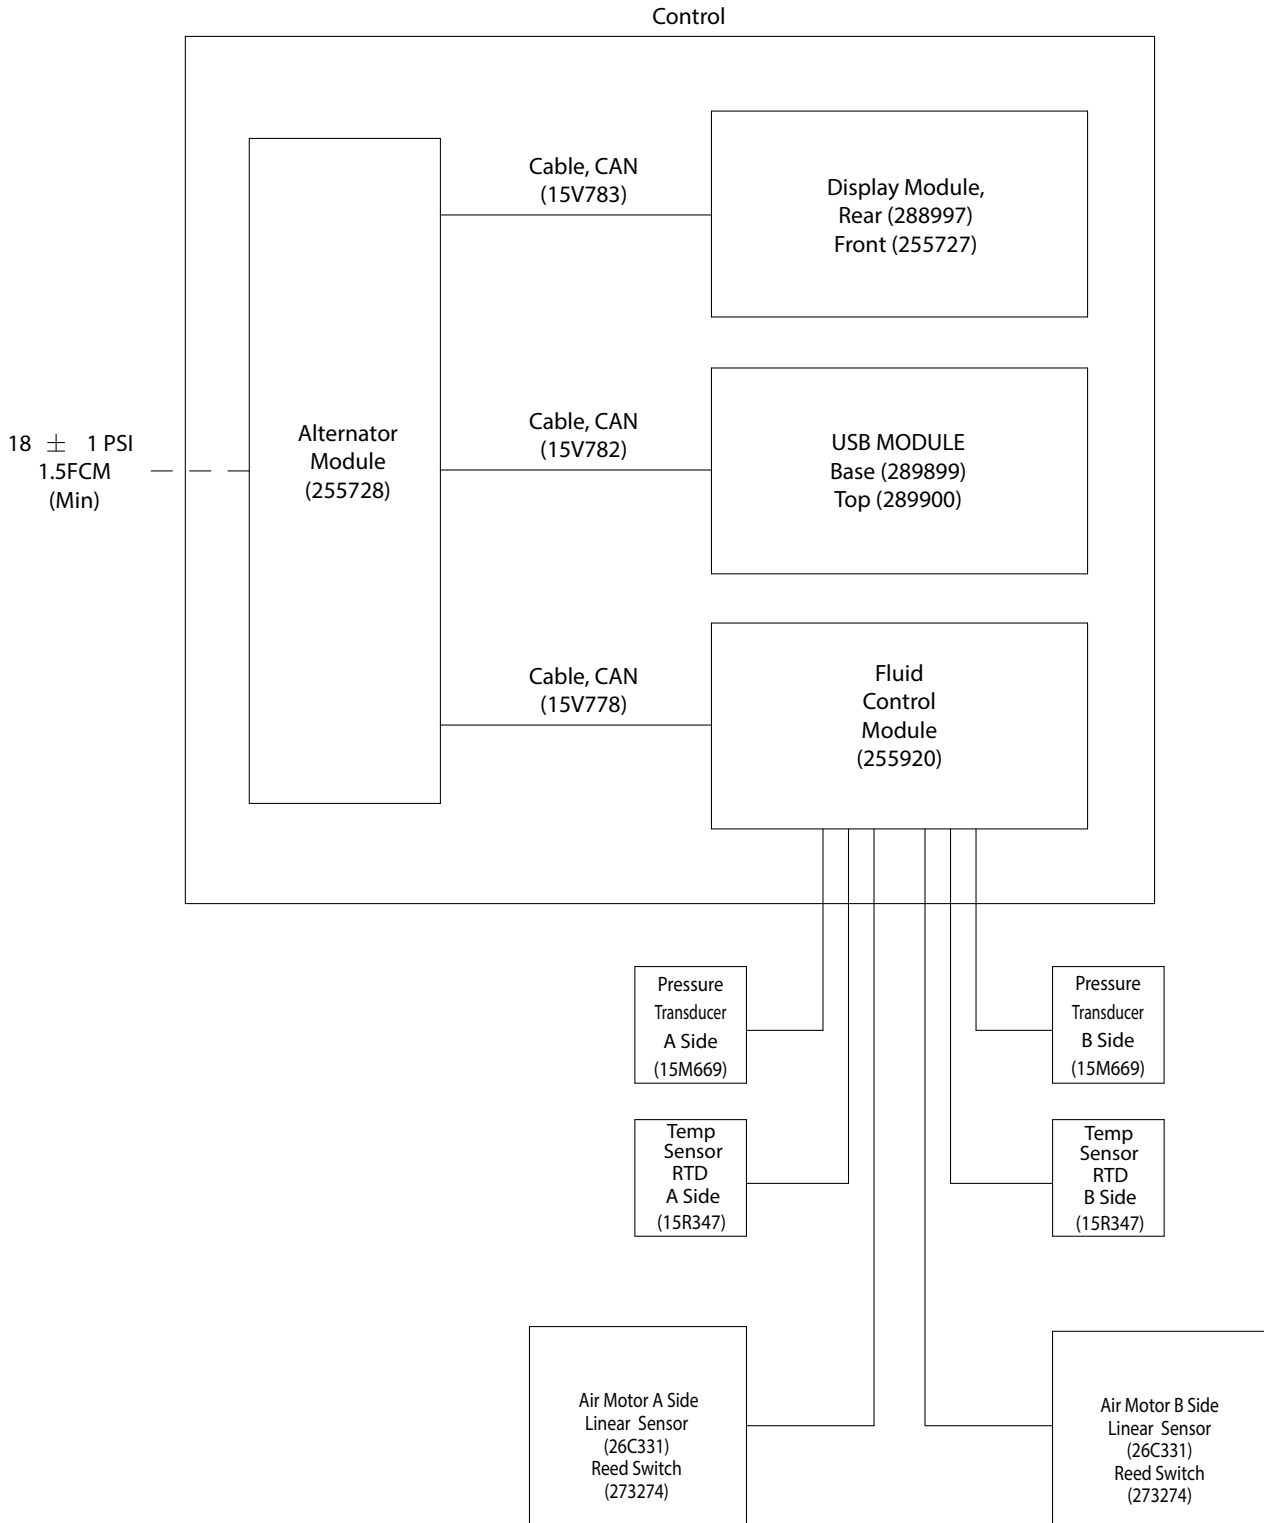 Control
Cable, CAN
(15V783)
Display Module,
Rear (288997)
Front (255727)
18 ± 1 PSI
1.5FCM
(Min)
Alternator
Module
(255728)
Cable, CAN
(15V782)
USB MODULE
Base (289899)
Top (289900)
Cable, CAN
(15V778)
Fluid
Control
Module
(255920)
Pressure
Transducer
A Side
(15M669)
Pressure
Transducer
B Side
(15M669)
Temp
Sensor
RTD
A Side
(15R347)
Temp
Sensor
RTD
B Side
(15R347)
Air Motor A Side
Linear Sensor
(26C331)
Reed Switch
(273274)
Air Motor B Side
Linear Sensor
(26C331)
Reed Switch
(273274)